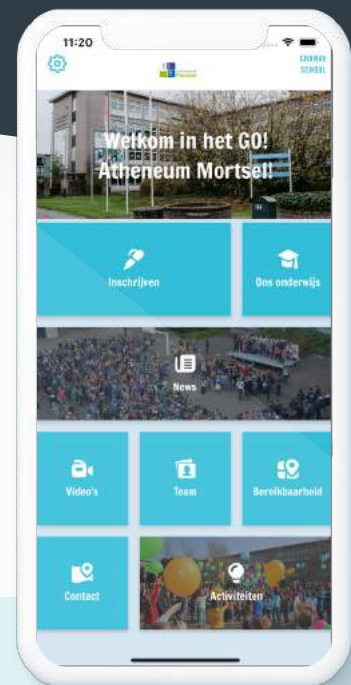 11:20
CHANGE
SCHOOL
Welkom in het GO!
Atheneum Mortsel!
Inschrijven
Ons onderwijs
News
Video's
Team
Bereikbaarheid
Contact
Activiteiten